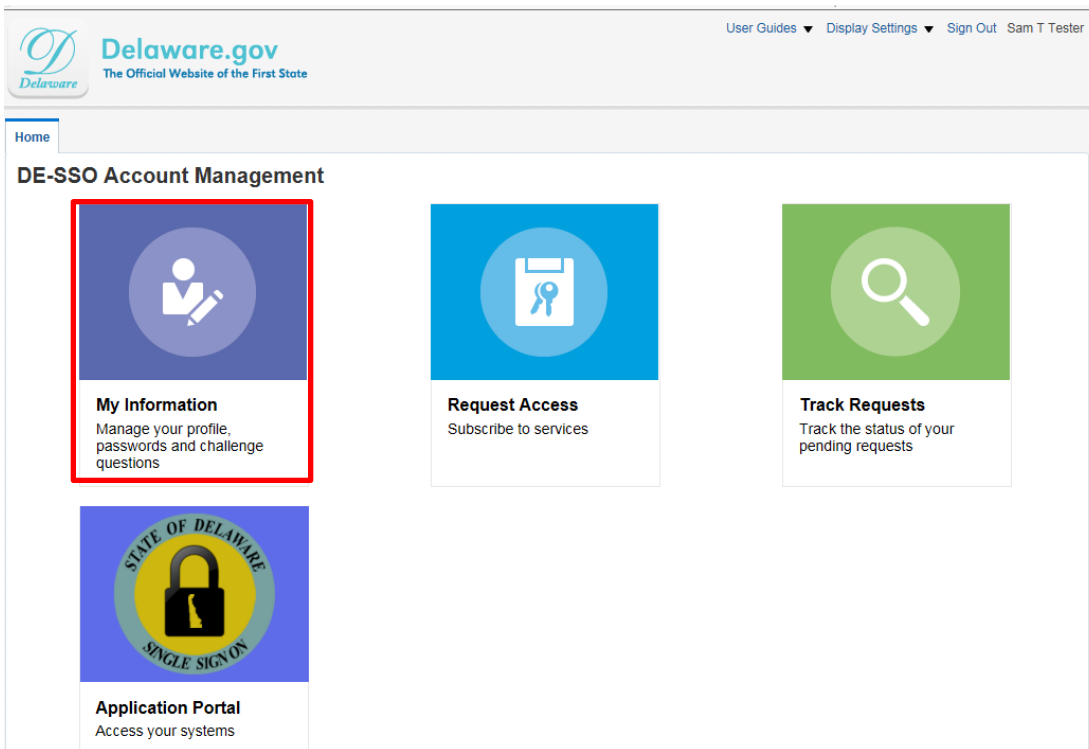 User Guides ▼ Display Settings ▼ Sign Out Sam T Tester
Delaware
Delaware.gov
The Official Website of the First State
Home
DE-SSO Account Management
My Information
Manage your profile,
passwords and challenge
questions
Request Access
Subscribe to services
Track Requests
Track the status of your
pending requests
STATE OF DELAWARE
SINGLE SIGN ON
Application Portal
Access your systems